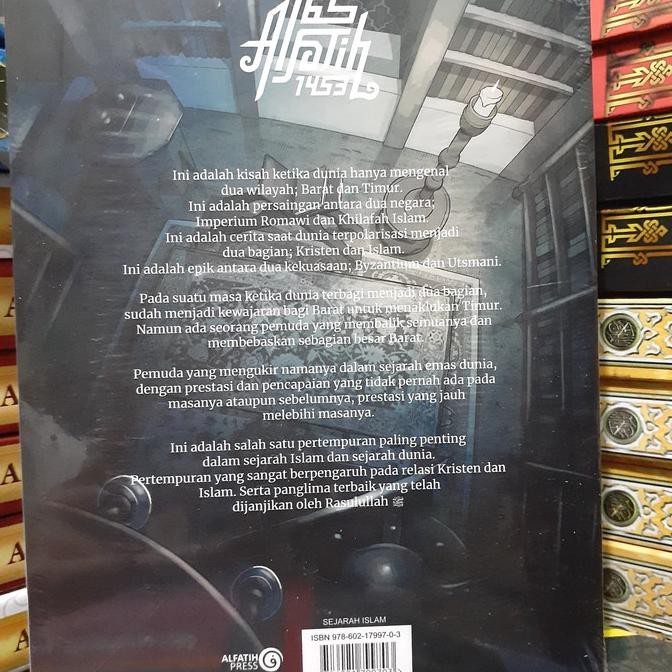 Alfatih
1453
Ini adalah kisah ketika dunia hanya mengenal
dua wilayah; Barat dan Timur.
Ini adalah persaingan antara dua negara;
Imperium Romawi dan Khilafah Islam.
Ini adalah cerita saat dunia terpolarisasi menjadi
dua bagian; Kristen dan Islam.
Ini adalah epik antara dua kekuasaan; Byzantium dan Utsmani.
Pada suatu masa ketika dunia terbagi menjadi dua bagian,
sudah menjadi kewajaran bagi Barat untuk menaklukan Timur.
Namun ada seorang pemuda yang membalik semuanya dan
membebaskan sebagian besar Barat.
Pemuda yang mengukir namanya dalam sejarah emas dunia,
dengan prestasi dan pencapaian yang tidak pernah ada pada
masanya ataupun sebelumnya, prestasi yang jauh
melebihi masanya.
Ini adalah salah satu pertempuran paling penting
dalam sejarah Islam dan sejarah dunia.
Pertempuran yang sangat berpengaruh pada relasi Kristen dan
Islam. Serta panglima terbaik yang telah
dijanjikan oleh Rasulullah ﷺ
SEJARAH ISLAM
ISBN 978-602-17997-0-3
ALFATIH
PRESS